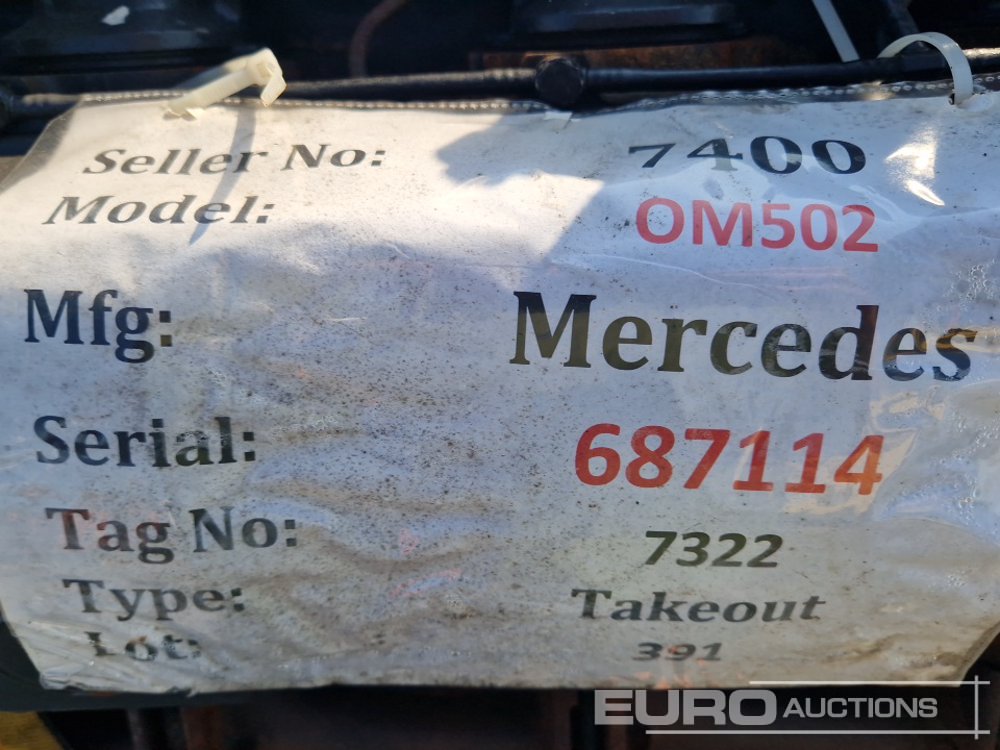 Seller No: 7400
Model: OM502
Mfg: Mercedes
Serial: 687114
Tag No: 7322
Type: Takeout
Lot: 391
EURO AUCTIONS